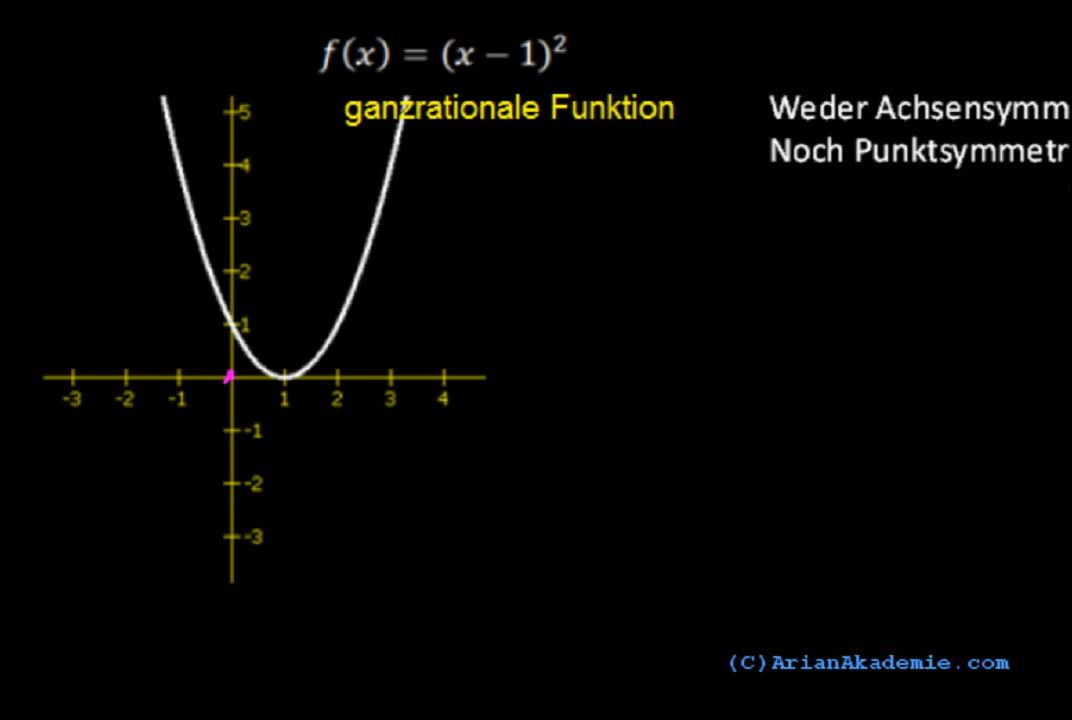 f(x) = (x − 1)²
ganzrationale Funktion
Weder Achsensymm
Noch Punktsymmetr
5
4
3
2
1
-3 -2 -1 1 2 3 4
-1
-2
-3
(C)ArianAkademie.com